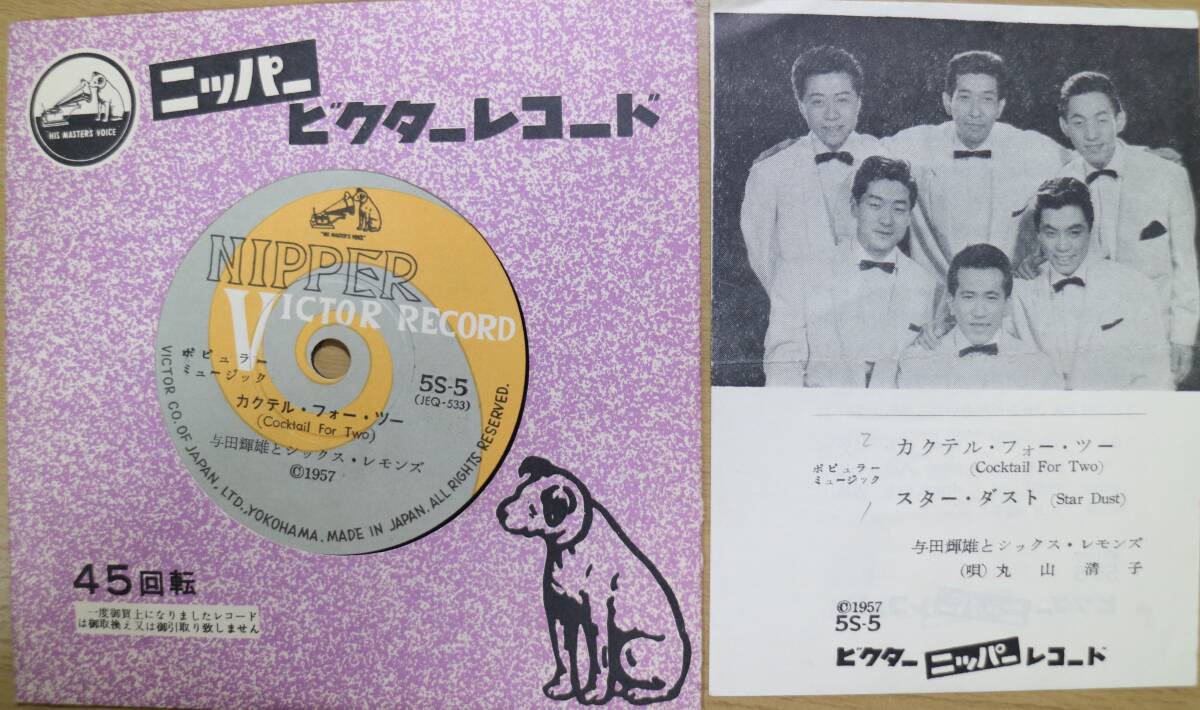 HIS MASTER'S VOICE
ニッパー
ビクターレコード
"HIS MASTER'S VOICE"
NIPPER
VICTOR RECORD
ポピュラー
ミュージック
5S-5
(JEQ-533)
カクテル・フォー・ツー
(Cocktail For Two)
与田輝雄とシックス・レモンズ
©1957
VICTOR CO. OF JAPAN, LTD., YOKOHAMA. MADE IN JAPAN. ALL RIGHTS RESERVED.
45回転
一度御買上になりましたレコード
は御取換え又は御引取り致しません
2 カクテル・フォー・ツー
(Cocktail For Two)
ポピュラー
ミュージック
スター・ダスト (Star Dust)
与田輝雄とシックス・レモンズ
(唄) 丸山清子
©1957
5S-5
ビクター ニッパー レコード